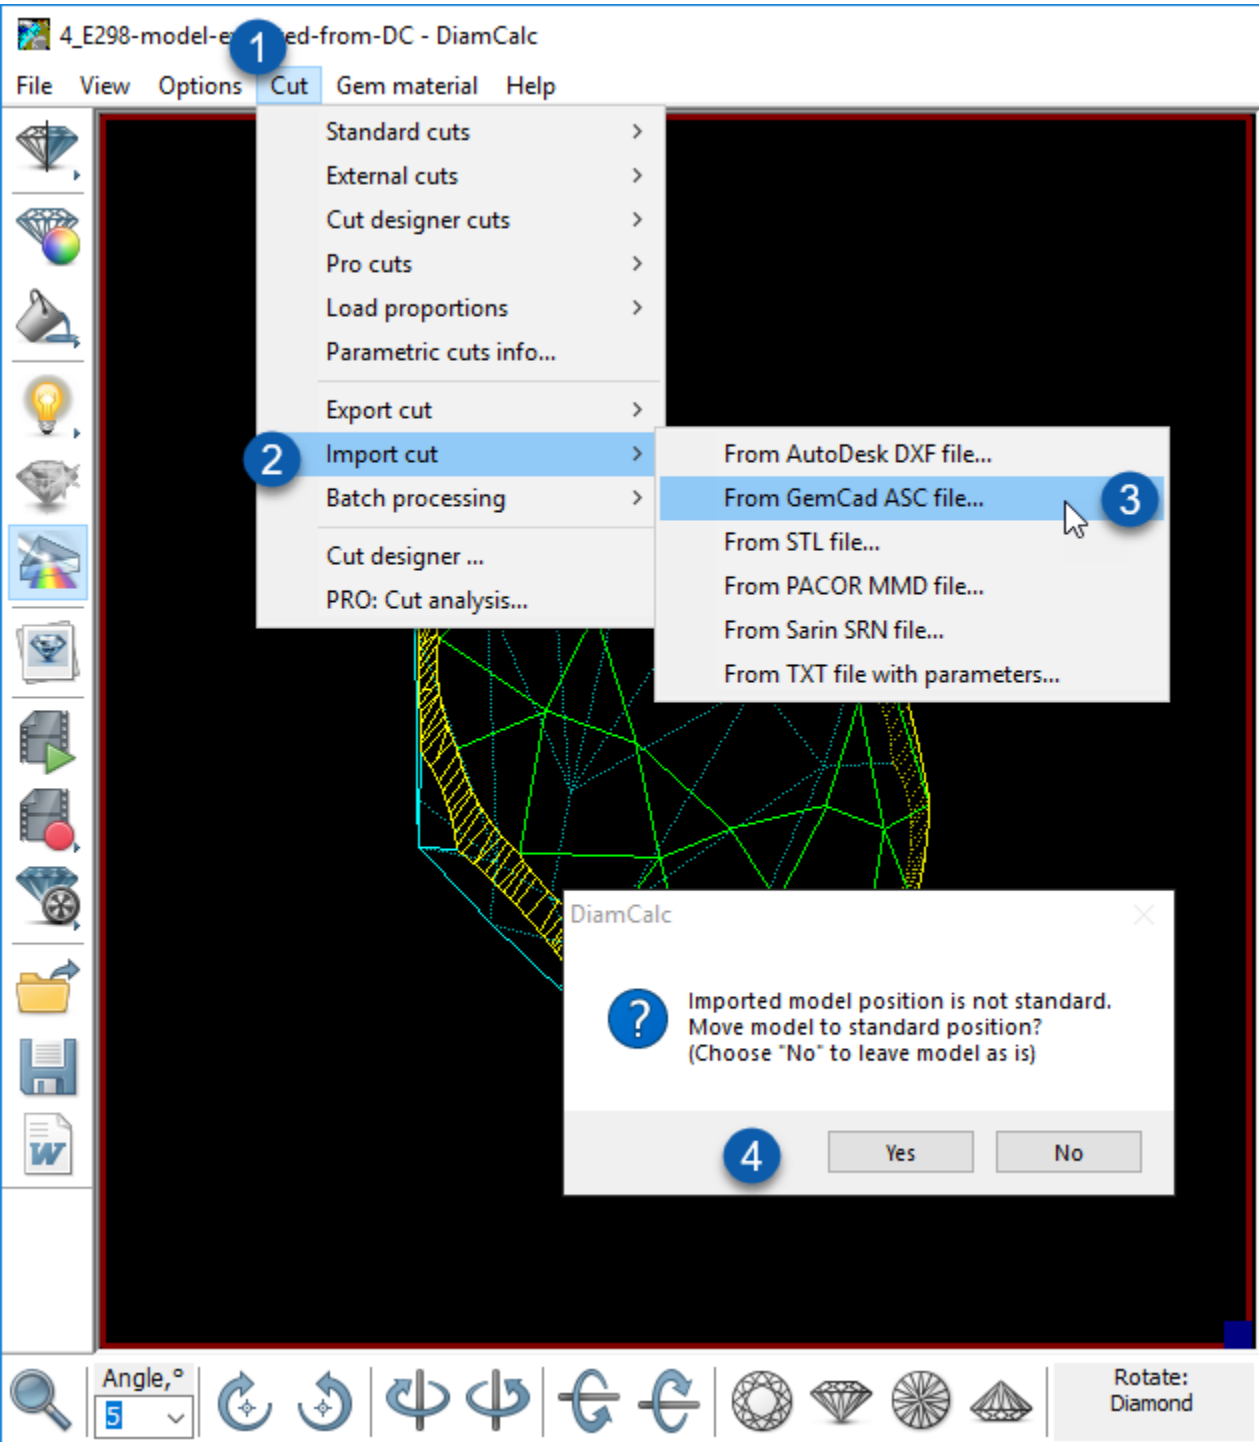 4_E298-model-e ed-from-DC - DiamCalc
1
File View Options Cut Gem material Help
Standard cuts
External cuts
Cut designer cuts
Pro cuts
Load proportions
Parametric cuts info...
Export cut
2
Import cut
Batch processing
Cut designer ...
PRO: Cut analysis...
From AutoDesk DXF file...
From GemCad ASC file...
3
From STL file...
From PACOR MMD file...
From Sarin SRN file...
From TXT file with parameters...
DiamCalc
?
Imported model position is not standard.
Move model to standard position?
(Choose "No" to leave model as is)
4
Yes No
W
Angle,°
5
Rotate:
Diamond